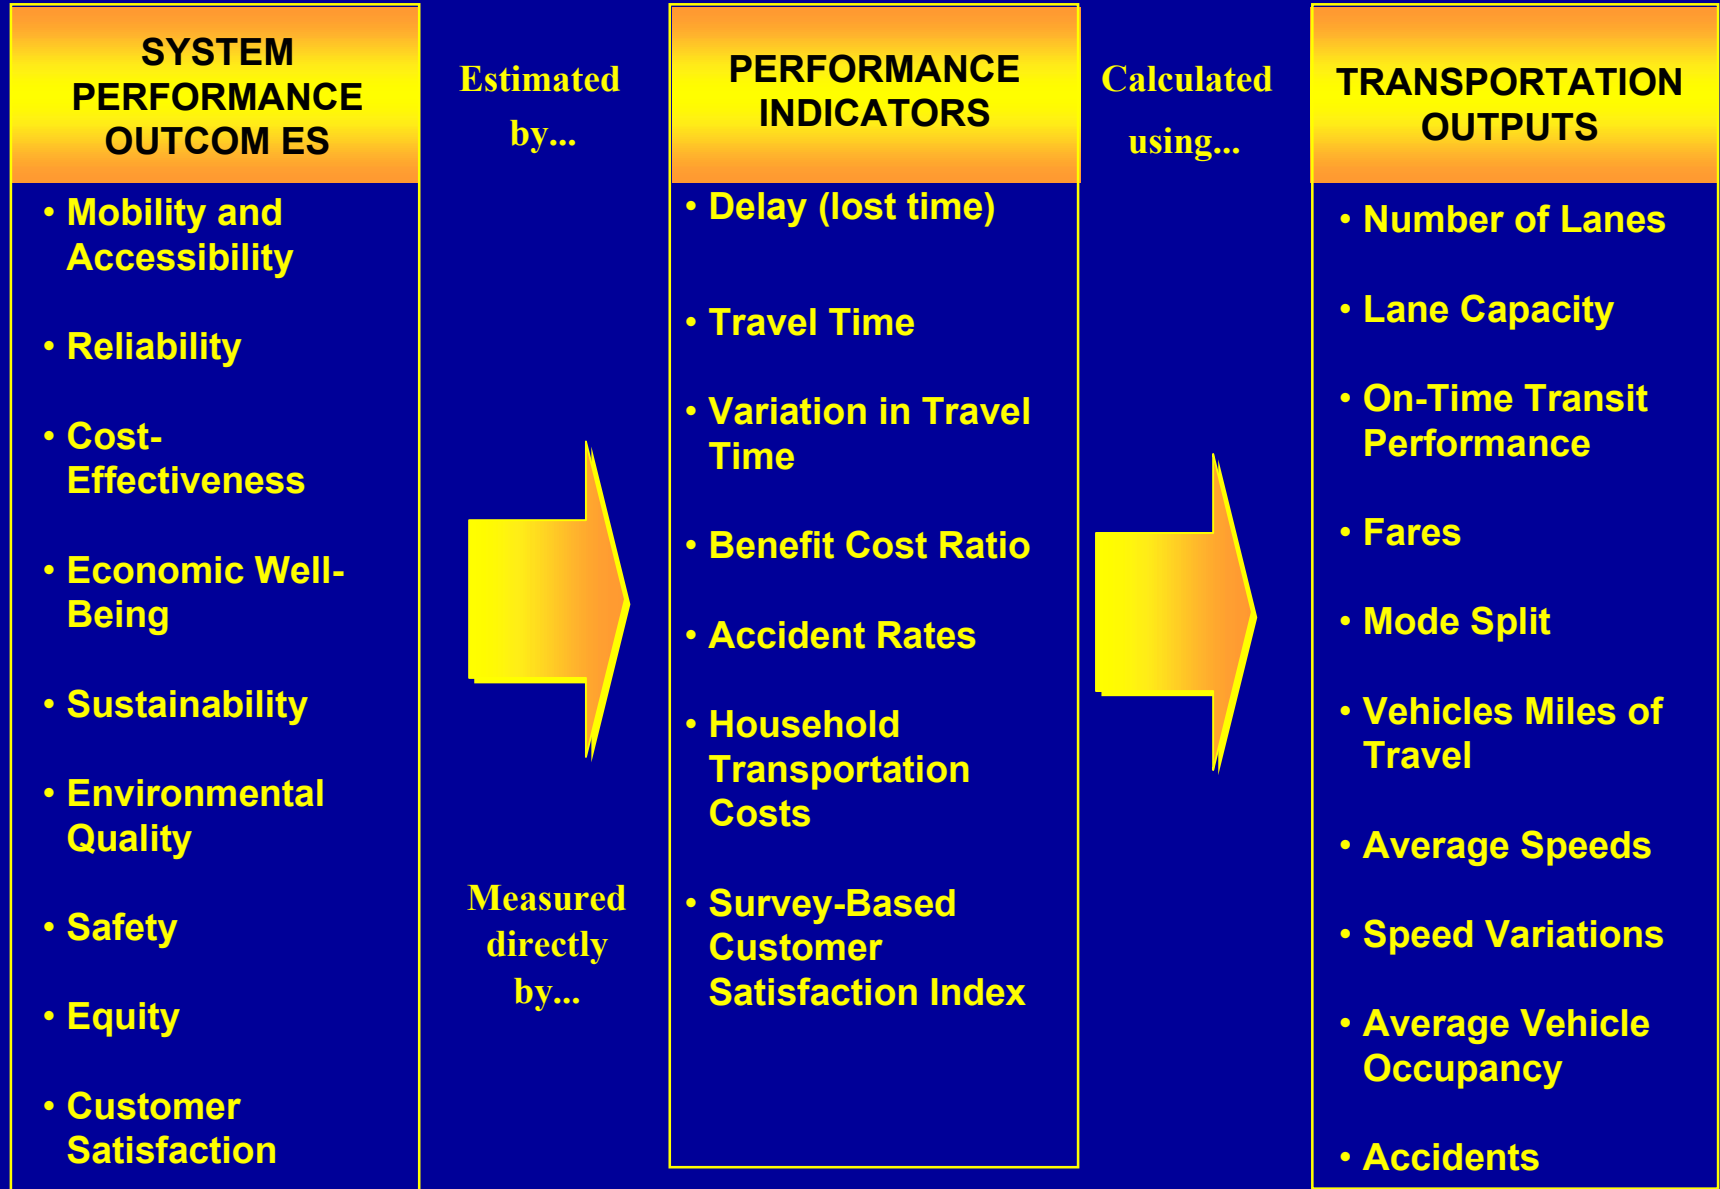 SYSTEM
PERFORMANCE
OUTCOM ES
• Mobility and
Accessibility
• Reliability
• Cost-
Effectiveness
• Economic Well-
Being
• Sustainability
• Environmental
Quality
• Safety
• Equity
• Customer
Satisfaction
Estimated
by...
Measured
directly
by...
PERFORMANCE
INDICATORS
• Delay (lost time)
• Travel Time
• Variation in Travel
Time
• Benefit Cost Ratio
• Accident Rates
• Household
Transportation
Costs
• Survey-Based
Customer
Satisfaction Index
Calculated
using...
TRANSPORTATION
OUTPUTS
• Number of Lanes
• Lane Capacity
• On-Time Transit
Performance
• Fares
• Mode Split
• Vehicles Miles of
Travel
• Average Speeds
• Speed Variations
• Average Vehicle
Occupancy
• Accidents